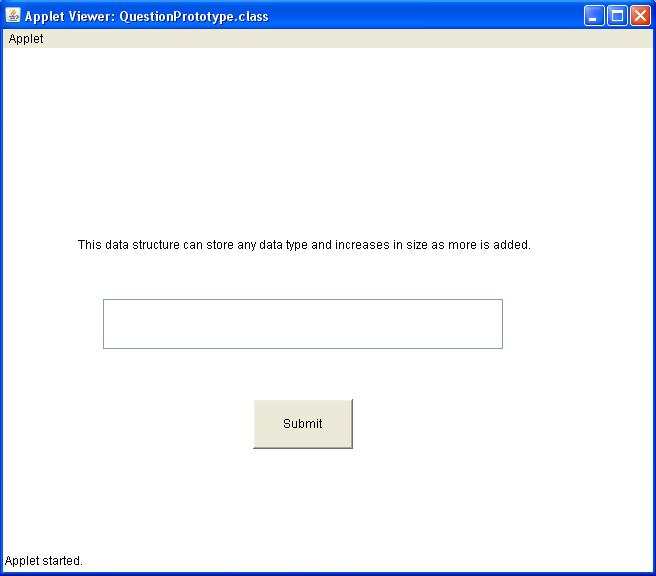 Applet Viewer: QuestionPrototype.class
Applet
This data structure can store any data type and increases in size as more is added.
Submit
Applet started.